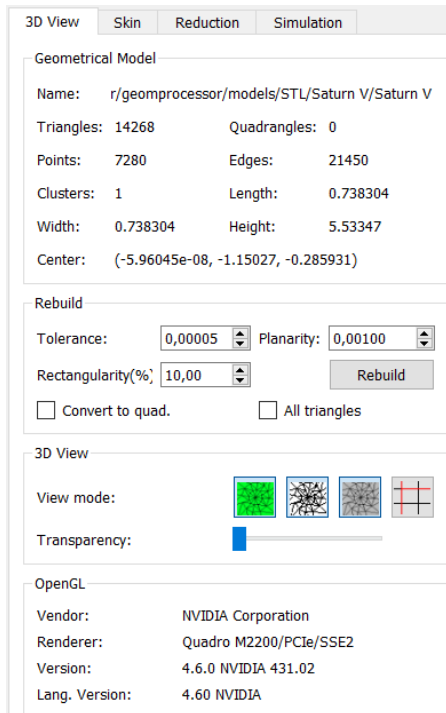 3D View Skin Reduction Simulation
Geometrical Model
Name: r/geomprocessor/models/STL/Saturn V/Saturn V
Triangles: 14268 Quadrangles: 0
Points: 7280 Edges: 21450
Clusters: 1 Length: 0.738304
Width: 0.738304 Height: 5.53347
Center: (-5.96045e-08, -1.15027, -0.285931)
Rebuild
Tolerance: 0,00005 Planarity: 0,00100
Rectangularity(%) 10,00 Rebuild
Convert to quad. All triangles
3D View
View mode:
Transparency:
OpenGL
Vendor: NVIDIA Corporation
Renderer: Quadro M2200/PCIe/SSE2
Version: 4.6.0 NVIDIA 431.02
Lang. Version: 4.60 NVIDIA